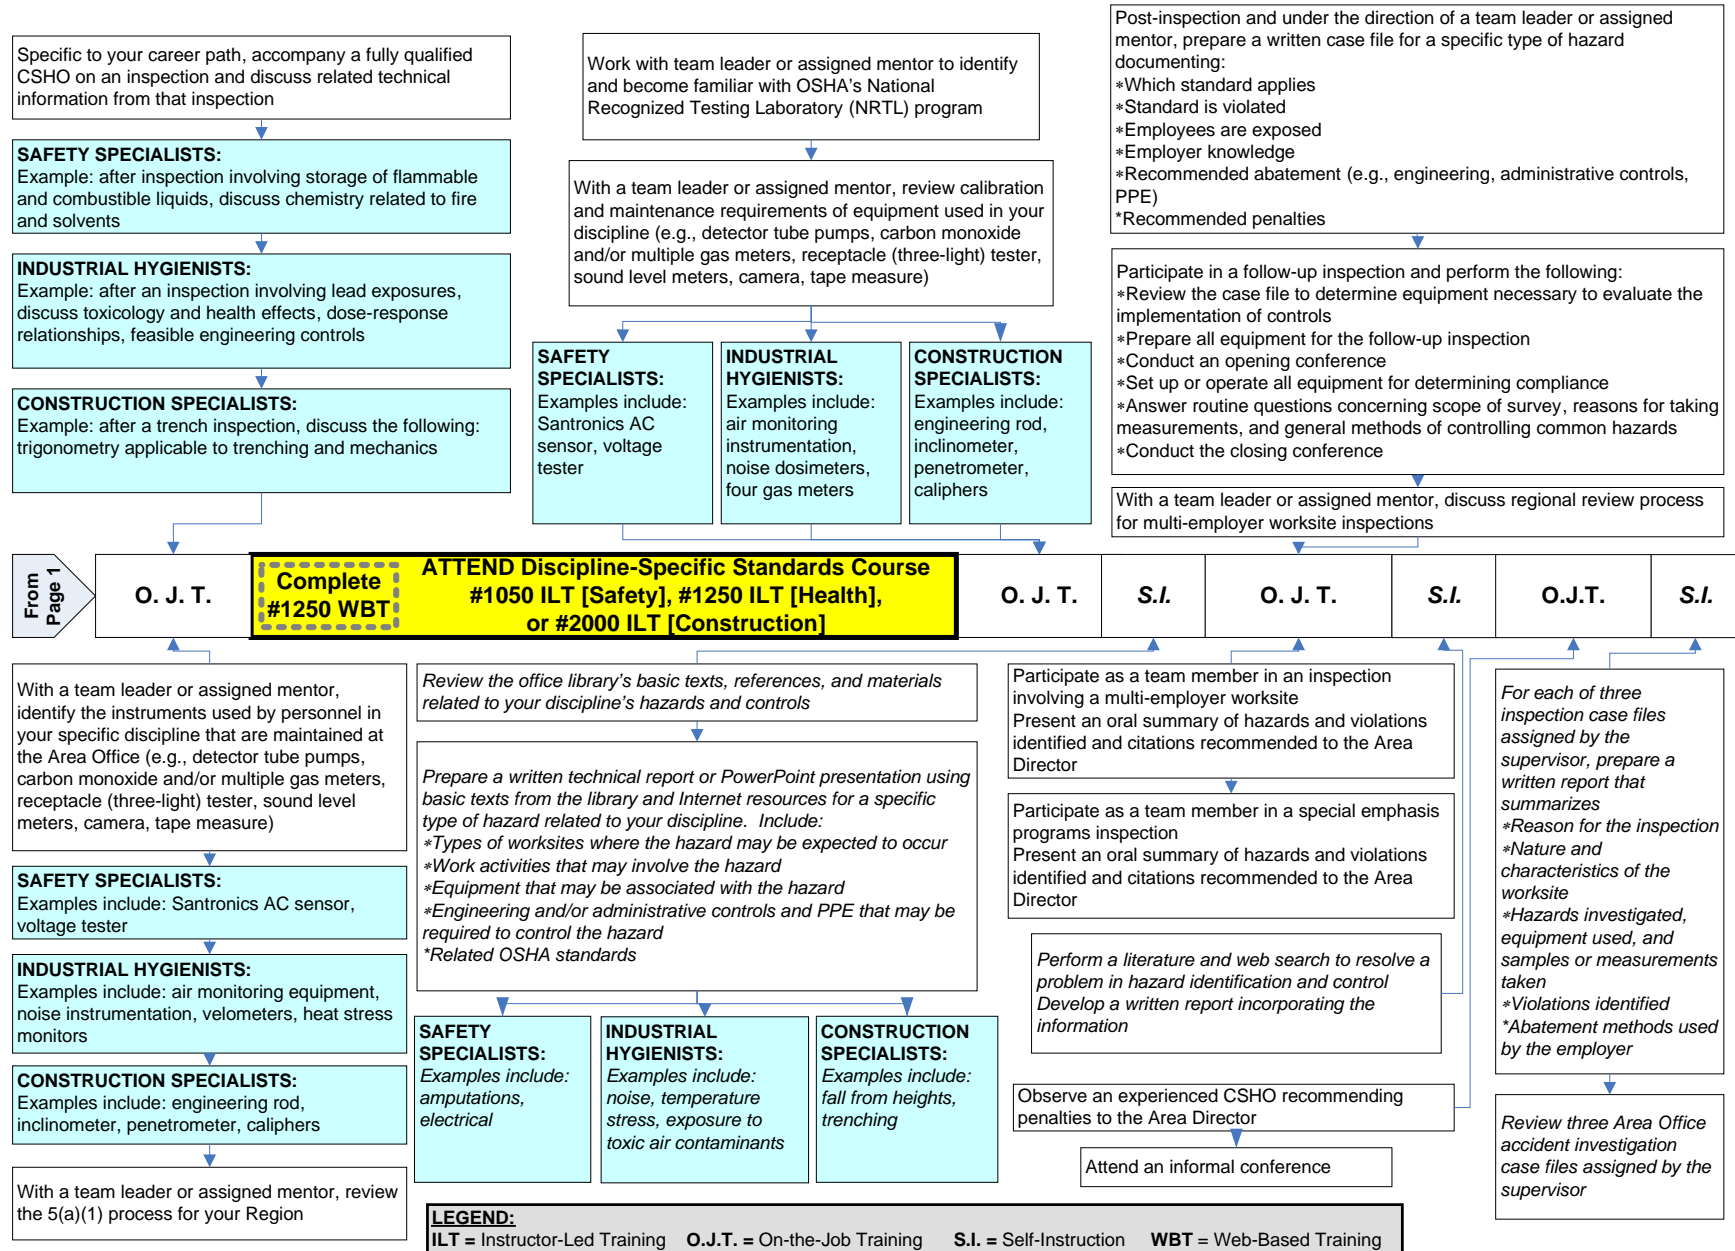 Specific to your career path, accompany a fully qualified
CSHO on an inspection and discuss related technical
information from that inspection
SAFETY SPECIALISTS:
Example: after inspection involving storage of flammable
and combustible liquids, discuss chemistry related to fire
and solvents
INDUSTRIAL HYGIENISTS:
Example: after an inspection involving lead exposures,
discuss toxicology and health effects, dose-response
relationships, feasible engineering controls
CONSTRUCTION SPECIALISTS:
Example: after a trench inspection, discuss the following:
trigonometry applicable to trenching and mechanics
Work with team leader or assigned mentor to identify
and become familiar with OSHA's National
Recognized Testing Laboratory (NRTL) program
With a team leader or assigned mentor, review calibration
and maintenance requirements of equipment used in your
discipline (e.g., detector tube pumps, carbon monoxide
and/or multiple gas meters, receptacle (three-light) tester,
sound level meters, camera, tape measure)
SAFETY
SPECIALISTS:
Examples include:
Santronics AC
sensor, voltage
tester
INDUSTRIAL
HYGIENISTS:
Examples include:
air monitoring
instrumentation,
noise dosimeters,
four gas meters
CONSTRUCTION
SPECIALISTS:
Examples include:
engineering rod,
inclinometer,
penetrometer,
caliphers
Post-inspection and under the direction of a team leader or assigned
mentor, prepare a written case file for a specific type of hazard
documenting:
*Which standard applies
*Standard is violated
*Employees are exposed
*Employer knowledge
*Recommended abatement (e.g., engineering, administrative controls,
PPE)
*Recommended penalties
Participate in a follow-up inspection and perform the following:
*Review the case file to determine equipment necessary to evaluate the
implementation of controls
*Prepare all equipment for the follow-up inspection
*Conduct an opening conference
*Set up or operate all equipment for determining compliance
*Answer routine questions concerning scope of survey, reasons for taking
measurements, and general methods of controlling common hazards
*Conduct the closing conference
With a team leader or assigned mentor, discuss regional review process
for multi-employer worksite inspections
From
Page 1
O. J. T.
Complete
#1250 WBT
ATTEND Discipline-Specific Standards Course
#1050 ILT [Safety], #1250 ILT [Health],
or #2000 ILT [Construction]
O. J. T.
S.I.
O. J. T.
S.I.
O.J.T.
S.I.
With a team leader or assigned mentor,
identify the instruments used by personnel in
your specific discipline that are maintained at
the Area Office (e.g., detector tube pumps,
carbon monoxide and/or multiple gas meters,
receptacle (three-light) tester, sound level
meters, camera, tape measure)
SAFETY SPECIALISTS:
Examples include: Santronics AC sensor,
voltage tester
INDUSTRIAL HYGIENISTS:
Examples include: air monitoring equipment,
noise instrumentation, velometers, heat stress
monitors
CONSTRUCTION SPECIALISTS:
Examples include: engineering rod,
inclinometer, penetrometer, caliphers
With a team leader or assigned mentor, review
the 5(a)(1) process for your Region
Review the office library's basic texts, references, and materials
related to your discipline's hazards and controls
Prepare a written technical report or PowerPoint presentation using
basic texts from the library and Internet resources for a specific
type of hazard related to your discipline. Include:
*Types of worksites where the hazard may be expected to occur
*Work activities that may involve the hazard
*Equipment that may be associated with the hazard
*Engineering and/or administrative controls and PPE that may be
required to control the hazard
*Related OSHA standards
SAFETY
SPECIALISTS:
Examples include:
amputations,
electrical
INDUSTRIAL
HYGIENISTS:
Examples include:
noise, temperature
stress, exposure to
toxic air contaminants
CONSTRUCTION
SPECIALISTS:
Examples include:
fall from heights,
trenching
Participate as a team member in an inspection
involving a multi-employer worksite
Present an oral summary of hazards and violations
identified and citations recommended to the Area
Director
Participate as a team member in a special emphasis
programs inspection
Present an oral summary of hazards and violations
identified and citations recommended to the Area
Director
Perform a literature and web search to resolve a
problem in hazard identification and control
Develop a written report incorporating the
information
Observe an experienced CSHO recommending
penalties to the Area Director
Attend an informal conference
For each of three
inspection case files
assigned by the
supervisor, prepare a
written report that
summarizes
*Reason for the inspection
*Nature and
characteristics of the
worksite
*Hazards investigated,
equipment used, and
samples or measurements
taken
*Violations identified
*Abatement methods used
by the employer
Review three Area Office
accident investigation
case files assigned by the
supervisor
LEGEND:
ILT = Instructor-Led Training O.J.T. = On-the-Job Training S.I. = Self-Instruction WBT = Web-Based Training